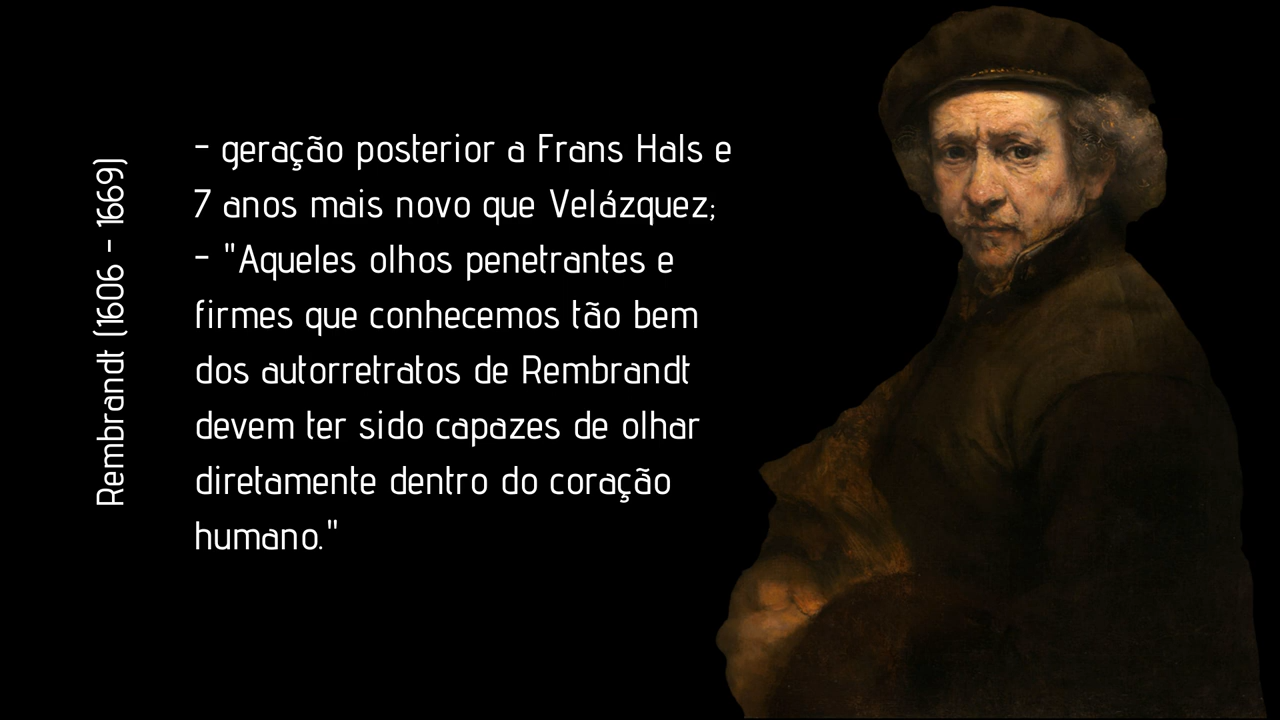 Rembrandt (1606 - 1669)
- geração posterior a Frans Hals e
7 anos mais novo que Velázquez;
- "Aqueles olhos penetrantes e
firmes que conhecemos tão bem
dos autorretratos de Rembrandt
devem ter sido capazes de olhar
diretamente dentro do coração
humano."